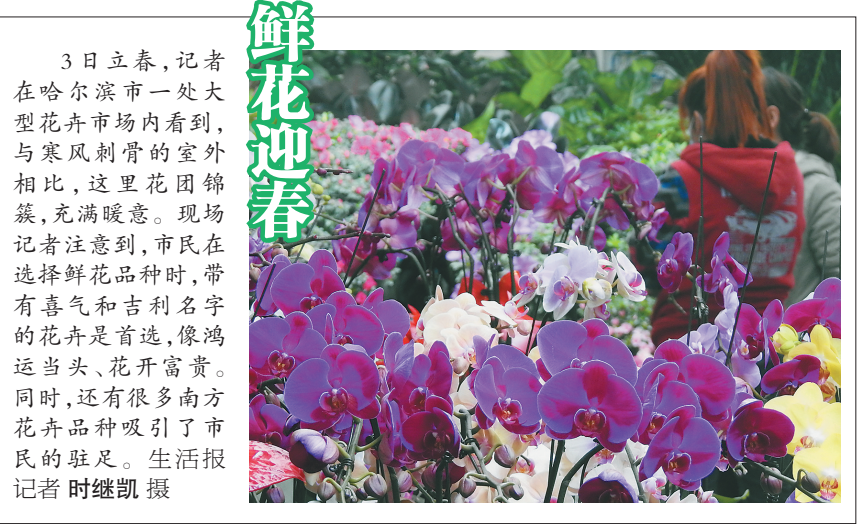 鲜花迎春
3日立春，记者
在哈尔滨市一处大
型花卉市场内看到，
与寒风刺骨的室外
相比，这里花团锦
簇，充满暖意。现场
记者注意到，市民在
选择鲜花品种时，带
有喜气和吉利名字
的花卉是首选，像鸿
运当头、花开富贵。
同时，还有很多南方
花卉品种吸引了市
民的驻足。生活报
记者 时继凯 摄